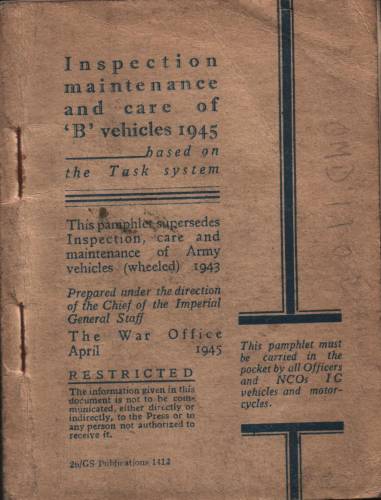 Inspection
maintenance
and care of
'B' vehicles 1945
based on
the Task system
This pamphlet supersedes
Inspection, care and
maintenance of Army
vehicles (wheeled) 1943
Prepared under the direction
of the Chief of the Imperial
General Staff
The War Office
April 1945
RESTRICTED
The information given in this
document is not to be com-
municated, either directly or
indirectly, to the Press or to
any person not authorized to
receive it.
26/GS Publications 1412
This pamphlet must
be carried in the
pocket by all Officers
and NCOs I C
vehicles and motor-
cycles.